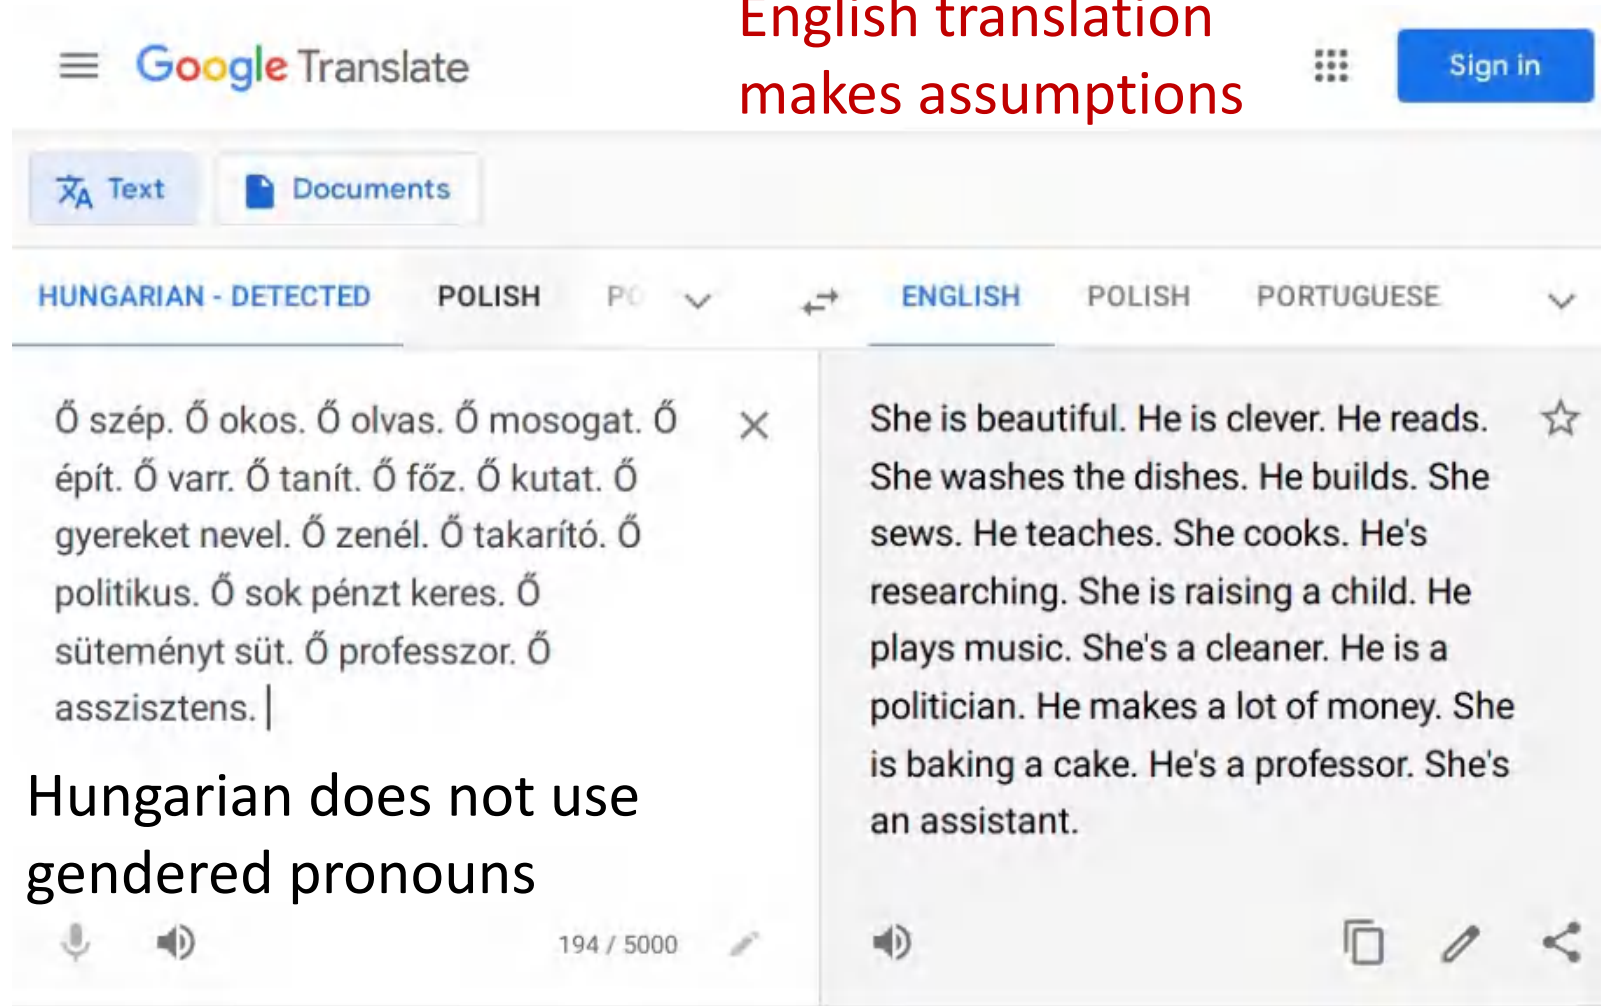 English translation
makes assumptions
Google Translate
Sign in
Text
Documents
HUNGARIAN - DETECTED
POLISH
PO
ENGLISH
POLISH
PORTUGUESE
Ő szép. Ő okos. Ő olvas. Ő mosogat. Ő
épít. Ő varr. Ő tanít. Ő főz. Ő kutat. Ő
gyereket nevel. Ő zenél. Ő takarító. Ő
politikus. Ő sok pénzt keres. Ő
süteményt süt. Ő professzor. Ő
asszisztens.
She is beautiful. He is clever. He reads.
She washes the dishes. He builds. She
sews. He teaches. She cooks. He's
researching. She is raising a child. He
plays music. She's a cleaner. He is a
politician. He makes a lot of money. She
is baking a cake. He's a professor. She's
an assistant.
Hungarian does not use
gendered pronouns
194 / 5000